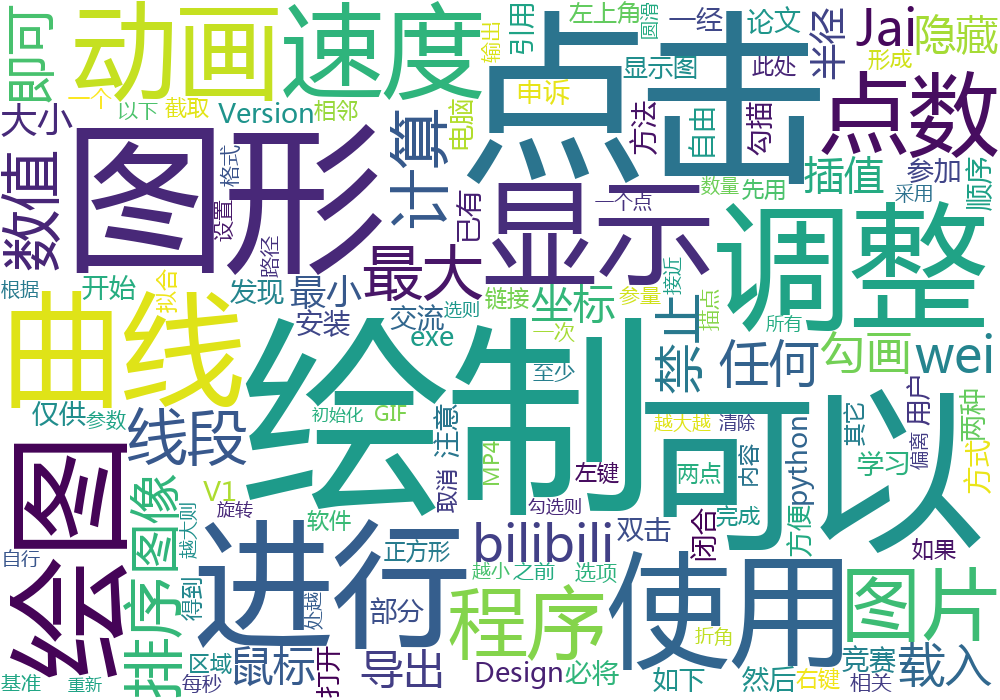 即可
动画
速度
点击
Jai
隐藏
左上角
一经
论文
半径
形成
引用
圆滑
输出
显示图
此处
申诉
电脑
一个
以下
截取
Version
相邻
大小
图形
计算
方法
自由
勾描
点数
插值
参加
顺序
采用
数量
先用
一个点
已有
格式
设置
路径
数值
显示
调整
根据
拟合
开始
发现
最小
最大
安装
交流
exe
链接
选则
坐标
一次
至少
参量
接近
描点
所有
禁止
任何
勾画
wei
曲线
仅供
参数
线段
初始化
GIF
注意
绘制
可以
越大越
清除
python
用户
其它
偏离
两种
方式
学习
绘图
图像
越大则
V1
旋转
软件
取消
MP4
左键
勾选则
两点
内容
方便
完成
双击
闭合
如果
自行
排序
得到
进行
正方形
bilibili
越小
之前
选项
使用
图片
程序
处越
部分
折角
基准
重新
每秒
区域
鼠标
打开
导出
Design
必将
如下
然后
右键
竞赛
相关
载入